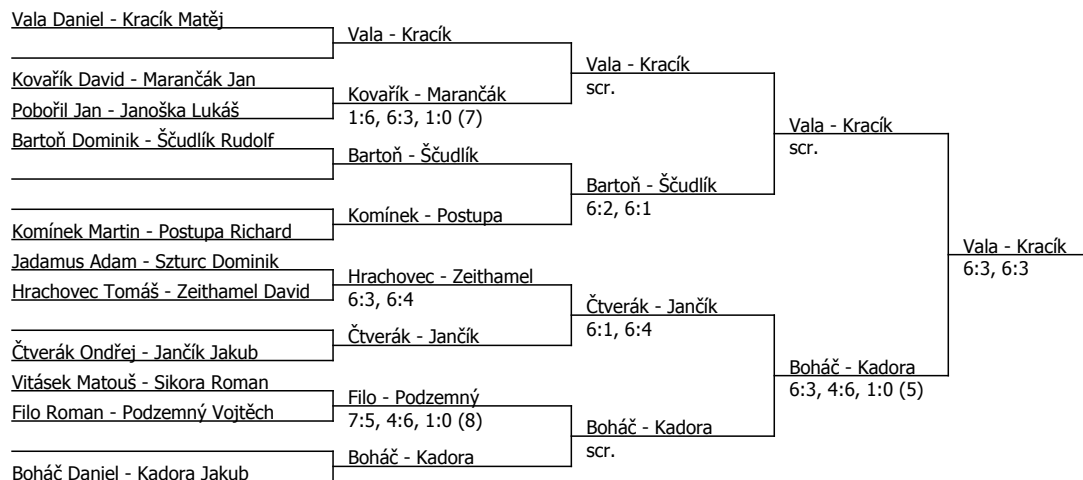 Vala Daniel - Kracík Matěj
Kovařík David - Marančák Jan
Pobořil Jan - Janoška Lukáš
Bartoň Dominik - Ščudlík Rudolf
Komínek Martin - Postupa Richard
Jadamus Adam - Szturc Dominik
Hrachovec Tomáš - Zeithamel David
Čtverák Ondřej - Jančík Jakub
Vitásek Matouš - Sikora Roman
Filo Roman - Podzemný Vojtěch
Boháč Daniel - Kadora Jakub
Vala - Kracík
Kovařík - Marančák
1:6, 6:3, 1:0 (7)
Bartoň - Ščudlík
Komínek - Postupa
Hrachovec - Zeithamel
6:3, 6:4
Čtverák - Jančík
Filo - Podzemný
7:5, 4:6, 1:0 (8)
Boháč - Kadora
Vala - Kracík
scr.
Bartoň - Ščudlík
6:2, 6:1
Čtverák - Jančík
6:1, 6:4
Boháč - Kadora
scr.
Vala - Kracík
scr.
Boháč - Kadora
6:3, 4:6, 1:0 (5)
Vala - Kracík
6:3, 6:3